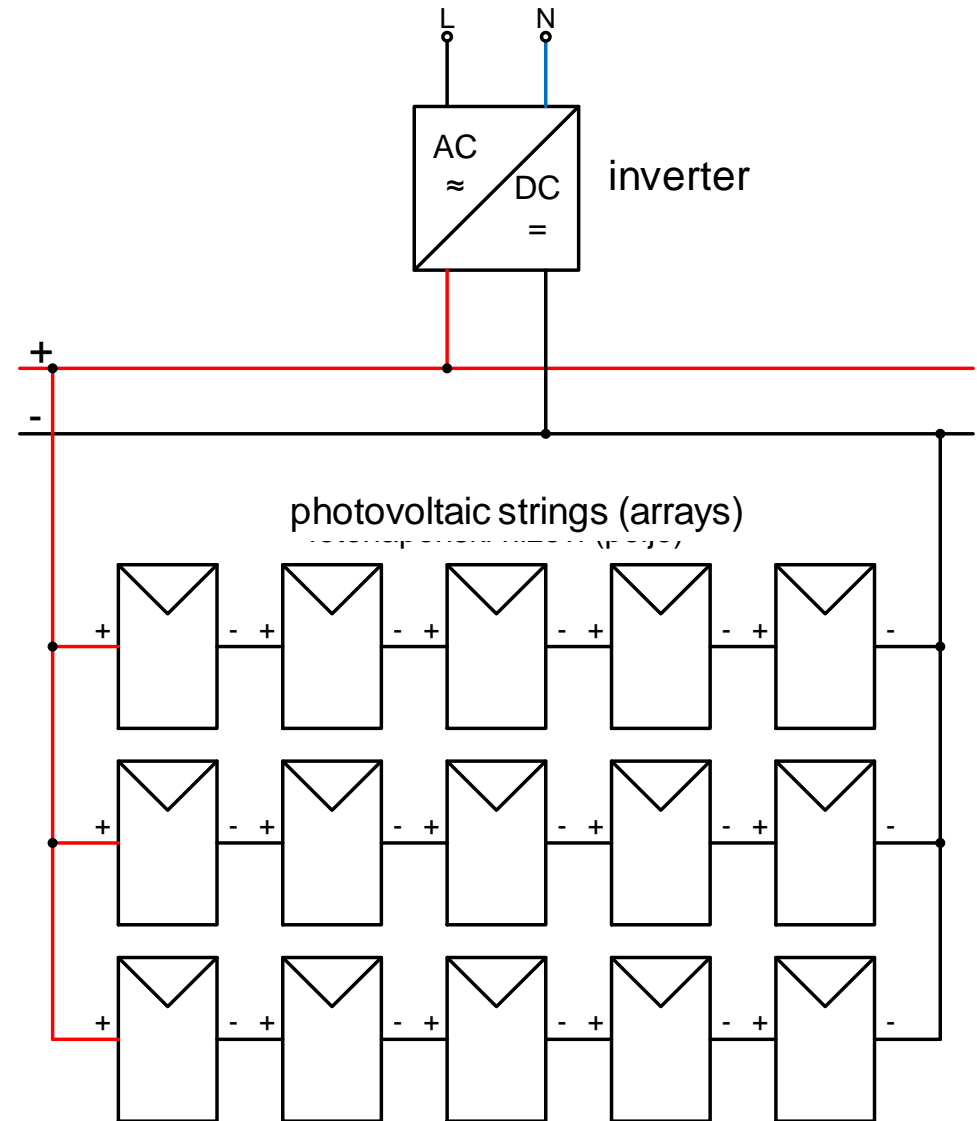 L N
AC
≈
DC
=
inverter
+
-
photovoltaic strings (arrays)
+ - + - + - + - + -
+ - + - + - + - + -
+ - + - + - + - + -